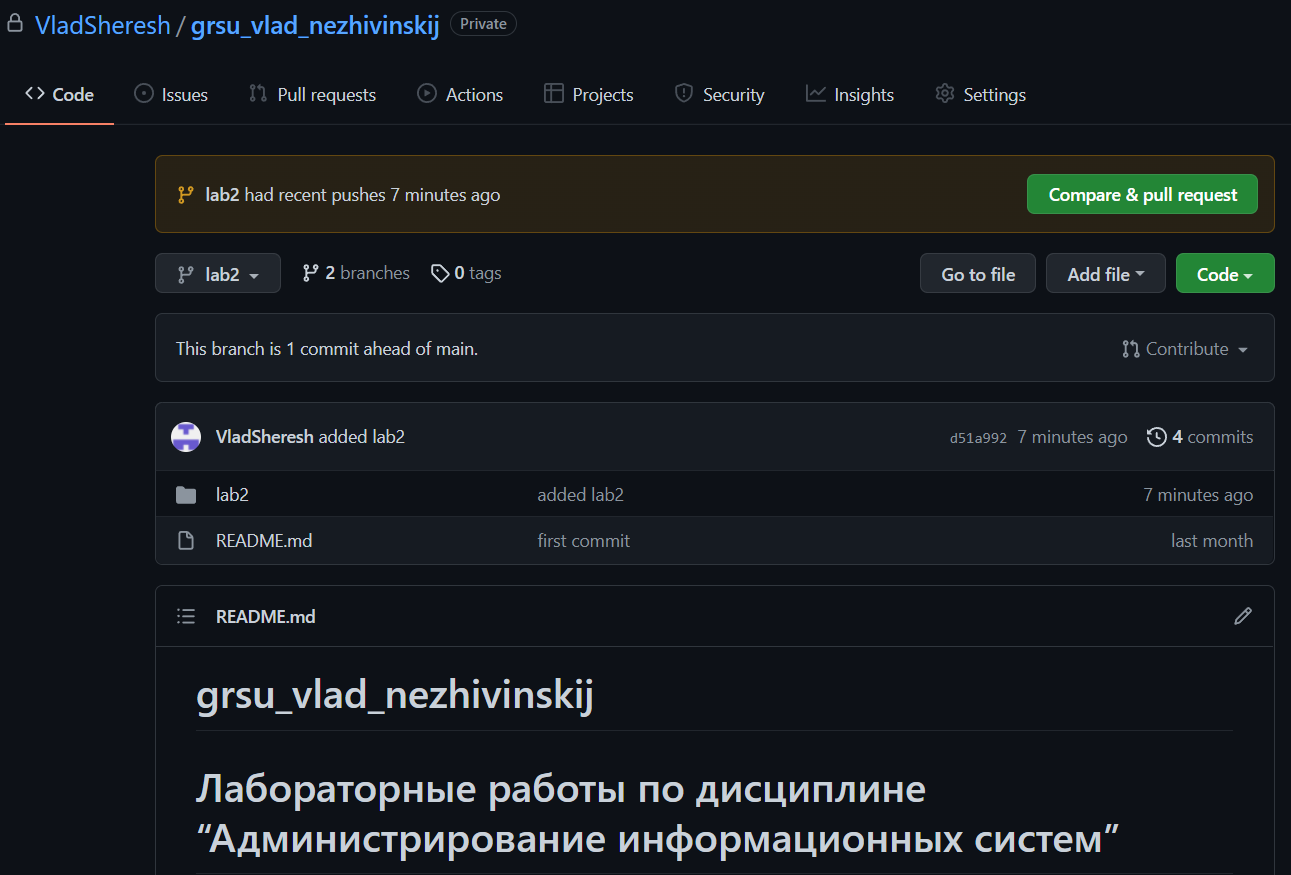 VladSheresh / grsu_vlad_nezhivinskij Private
Code Issues Pull requests Actions Projects Security Insights Settings
lab2 had recent pushes 7 minutes ago Compare & pull request
lab2 2 branches 0 tags Go to file Add file Code
This branch is 1 commit ahead of main. Contribute
VladSheresh added lab2 d51a992 7 minutes ago 4 commits
lab2 added lab2 7 minutes ago
README.md first commit last month
README.md
grsu_vlad_nezhivinskij
Лабораторные работы по дисциплине
“Администрирование информационных систем”